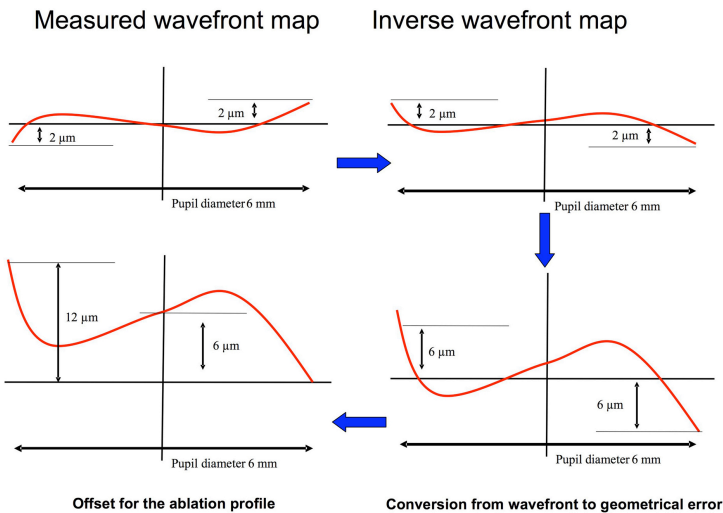 Measured wavefront map
Inverse wavefront map
2 µm
2 µm
Pupil diameter 6 mm
2 µm
2 µm
Pupil diameter 6 mm
12 µm
6 µm
Pupil diameter 6 mm
6 µm
6 µm
Pupil diameter 6 mm
Offset for the ablation profile
Conversion from wavefront to geometrical error